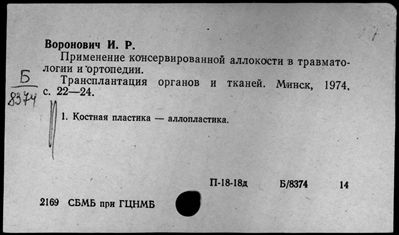 Воронович И. Р.
Применение консервированной аллокости в травмато-
логии и ортопедии.
Б
8374
Трансплантация органов и тканей. Минск, 1974,
с. 22—24.
1. Костная пластика — аллопластика.
П-18-18д Б/8374 14
2169 СБМБ при ГЦНМБ